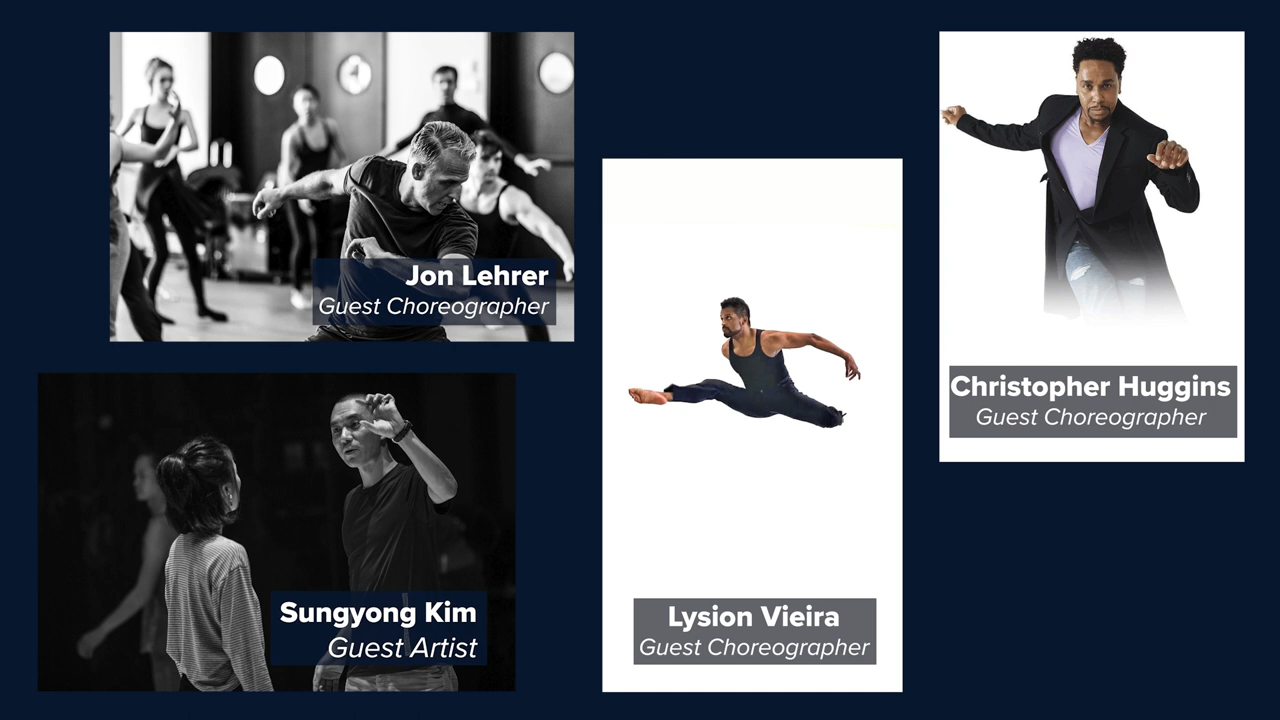 Jon Lehrer
Guest Choreographer
Sungyong Kim
Guest Artist
Lysion Vieira
Guest Choreographer
Christopher Huggins
Guest Choreographer